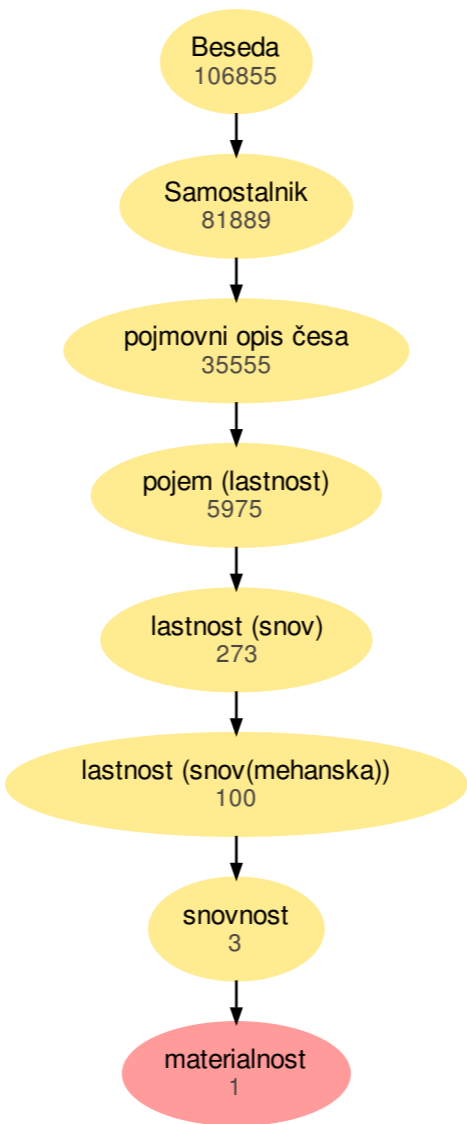 Beseda
106855
Samostalnik
81889
pojmovni opis česa
35555
pojem (lastnost)
5975
lastnost (snov)
273
lastnost (snov(mehanska))
100
snovnost
3
materialnost
1